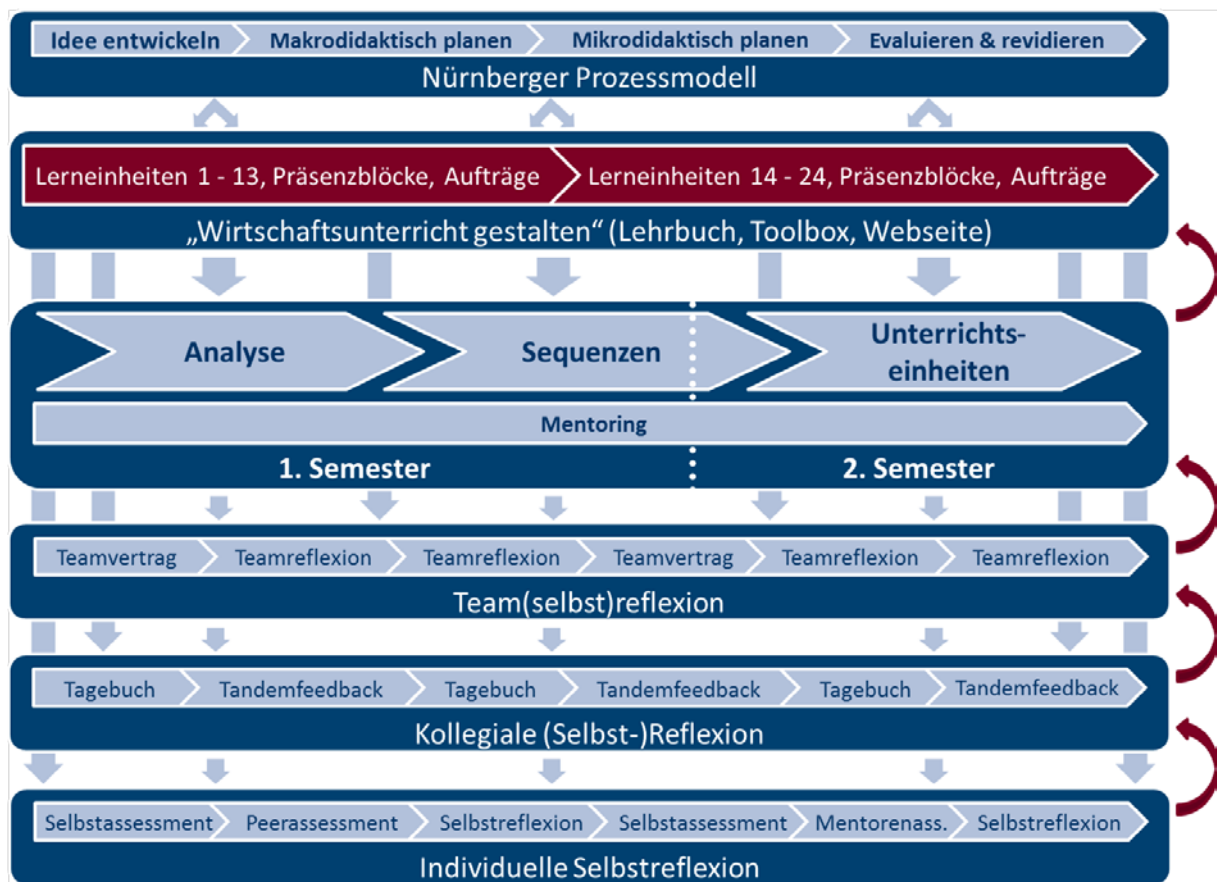 Idee entwickeln Makrodidaktisch planen Mikrodidaktisch planen Evaluieren & revidieren
Nürnberger Prozessmodell
Lerneinheiten 1 - 13, Präsenzblöcke, Aufträge Lerneinheiten 14 - 24, Präsenzblöcke, Aufträge
„Wirtschaftsunterricht gestalten“ (Lehrbuch, Toolbox, Webseite)
Analyse Sequenzen Unterrichts-
einheiten
Mentoring
1. Semester 2. Semester
Teamvertrag Teamreflexion Teamreflexion Teamvertrag Teamreflexion Teamreflexion
Team(selbst)reflexion
Tagebuch Tandemfeedback Tagebuch Tandemfeedback Tagebuch Tandemfeedback
Kollegiale (Selbst-)Reflexion
Selbstassessment Peerassessment Selbstreflexion Selbstassessment Mentorenass. Selbstreflexion
Individuelle Selbstreflexion